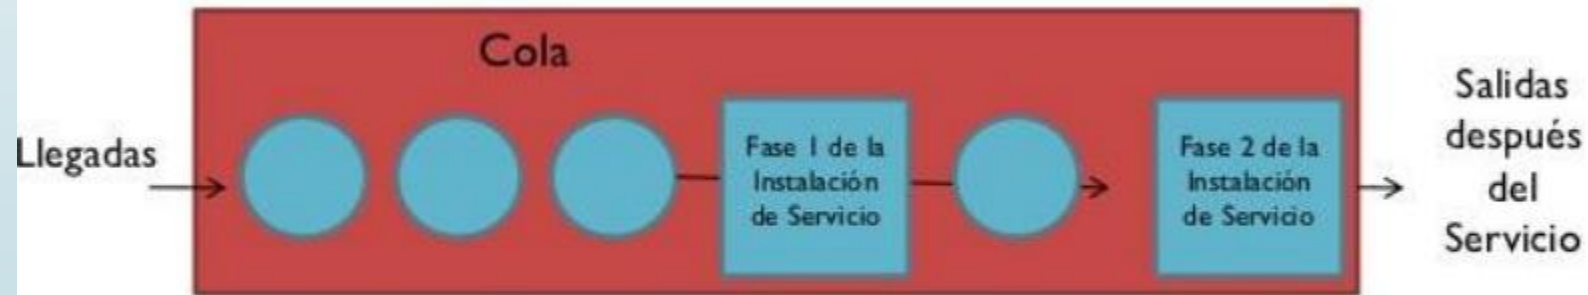 Cola
Llegadas
Fase 1 de la
Instalación
de Servicio
Fase 2 de la
Instalación
de Servicio
Salidas
después
del
Servicio